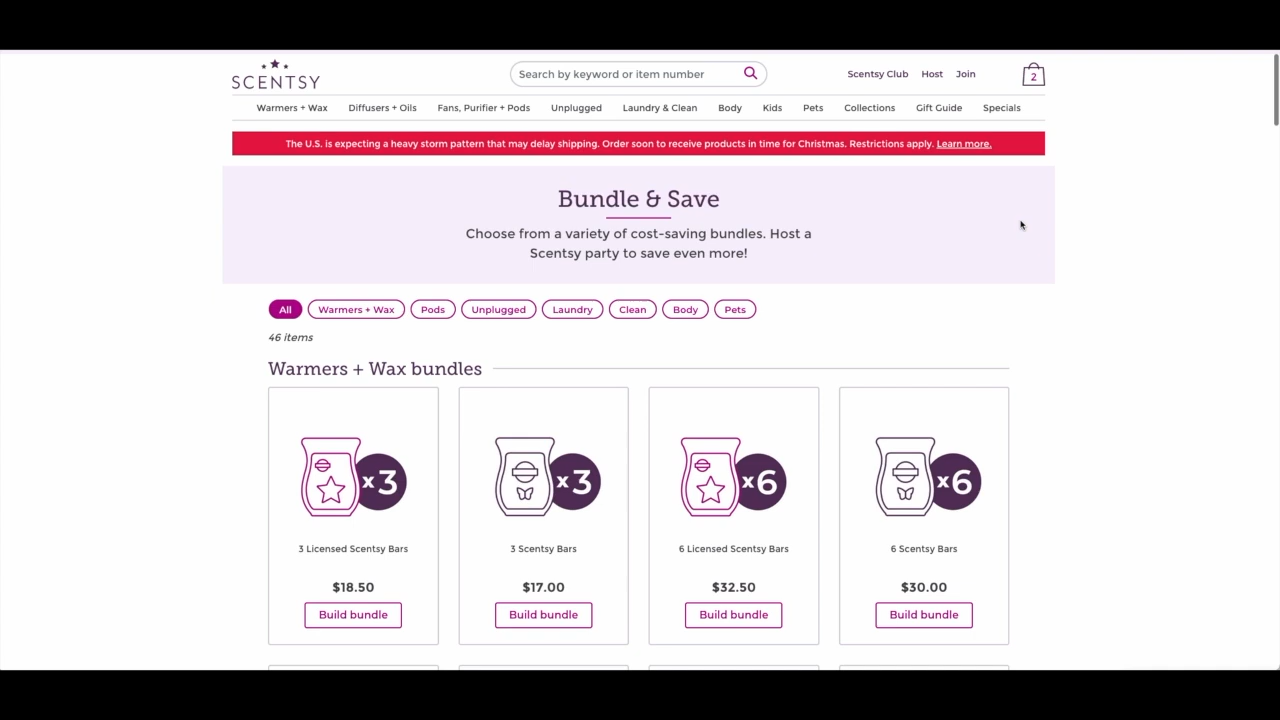 SCENTSY
Search by keyword or item number
Scentsy Club Host Join
2
Warmers + Wax Diffusers + Oils Fans, Purifier + Pods Unplugged Laundry & Clean Body Kids Pets Collections Gift Guide Specials
The U.S. is expecting a heavy storm pattern that may delay shipping. Order soon to receive products in time for Christmas. Restrictions apply. Learn more.
Bundle & Save
Choose from a variety of cost-saving bundles. Host a
Scentsy party to save even more!
All Warmers + Wax Pods Unplugged Laundry Clean Body Pets
46 items
Warmers + Wax bundles
x3 x3 x6 x6
3 Licensed Scentsy Bars 3 Scentsy Bars 6 Licensed Scentsy Bars 6 Scentsy Bars
$18.50 $17.00 $32.50 $30.00
Build bundle Build bundle Build bundle Build bundle